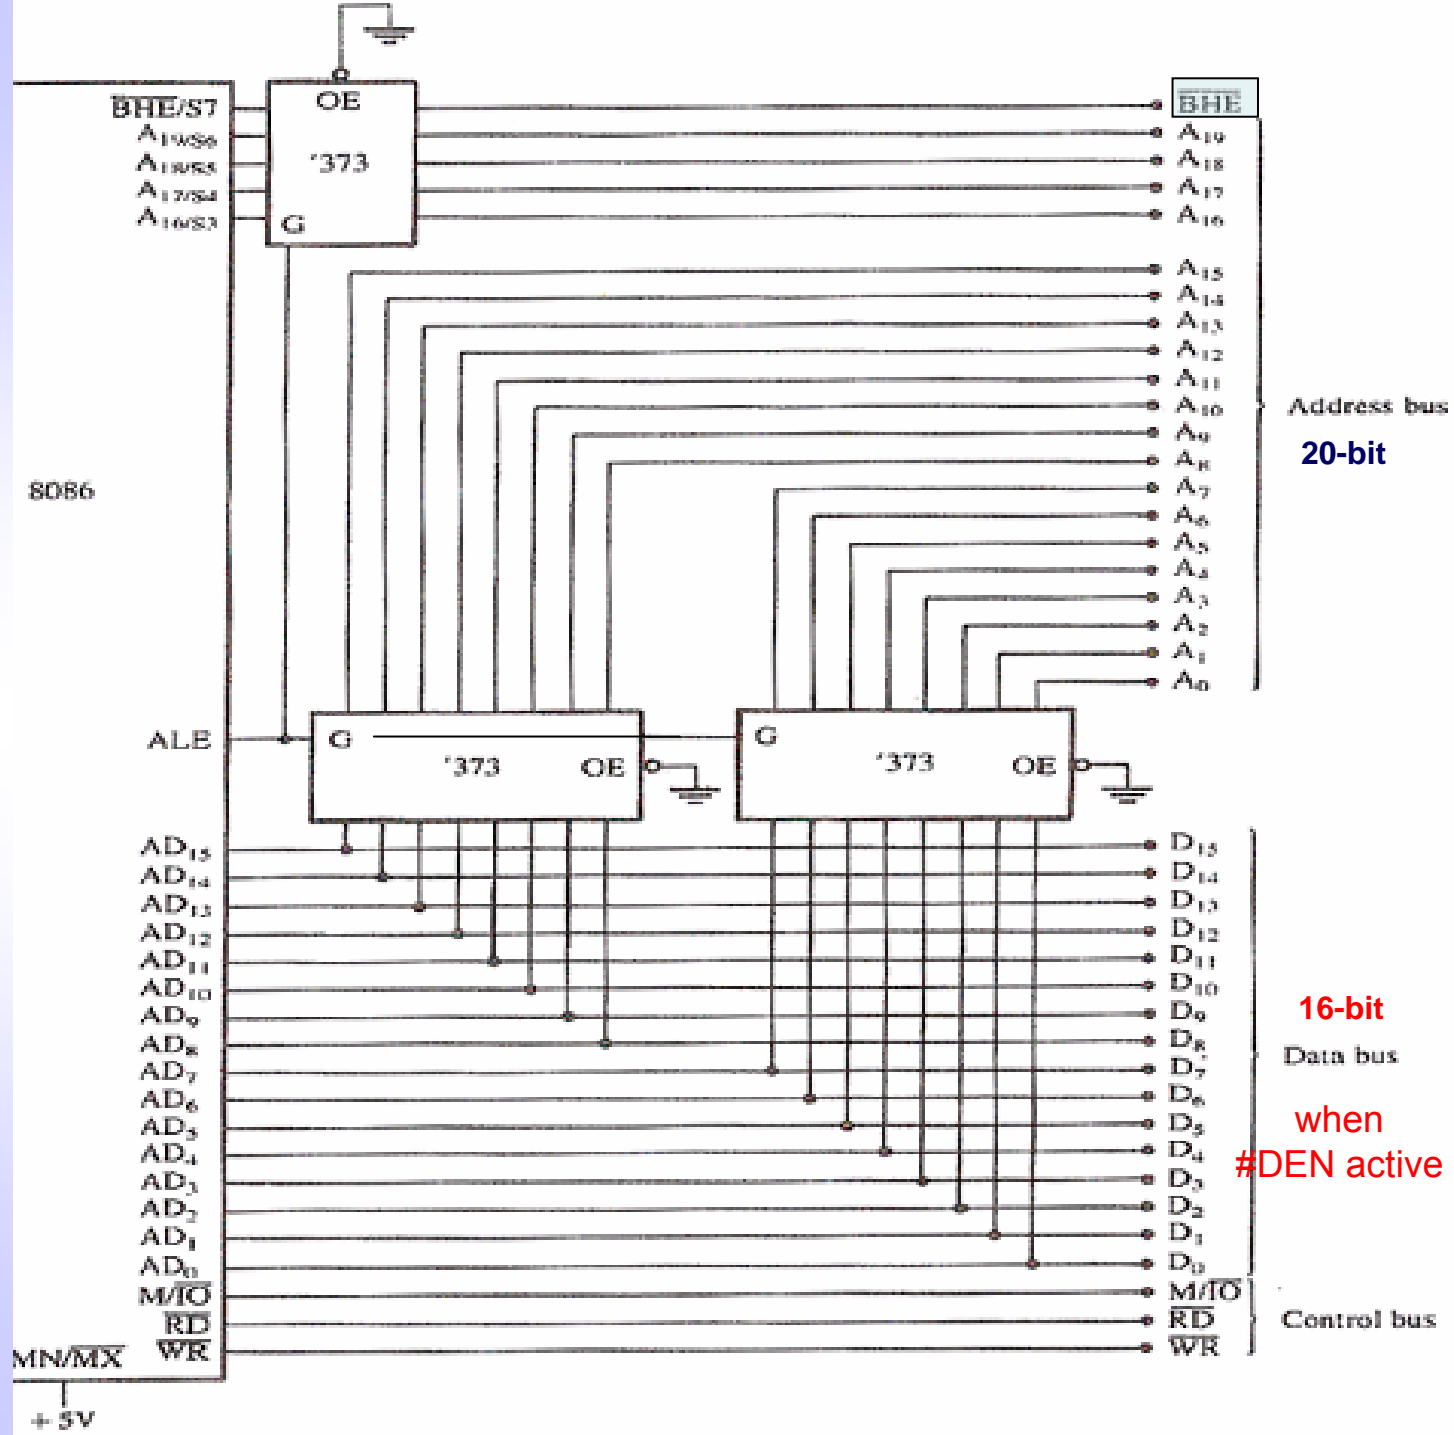 OE
BHE/S7
A19/S6
A18/S5
A17/S4
A16/S3
'373
G
BHE
A19
A18
A17
A16
A15
A14
A13
A12
A11
A10
A9
A8
A7
A6
A5
A4
A3
A2
A1
A0
Address bus
20-bit
8086
ALE
G
'373
OE
G
'373
OE
AD15
AD14
AD13
AD12
AD11
AD10
AD9
AD8
AD7
AD6
AD5
AD4
AD3
AD2
AD1
AD0
M/IO
RD
WR
MN/MX
+ 5V
D15
D14
D13
D12
D11
D10
D9
D8
D7
D6
D5
D4
D3
D2
D1
D0
16-bit
Data bus
when
#DEN active
M/IO
RD
WR
Control bus